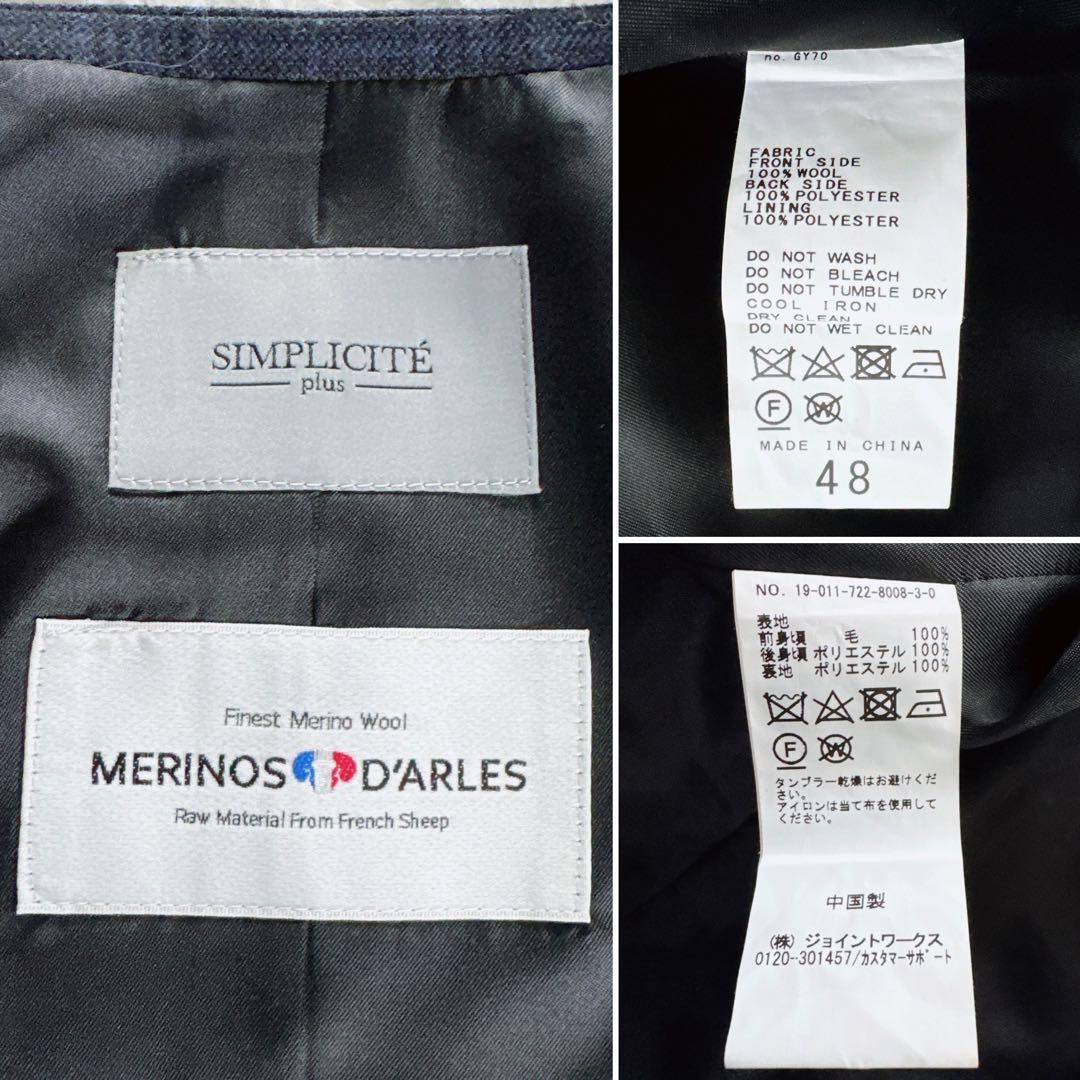 SIMPLICITÉ
plus
Finest Merino Wool
MERINOS D'ARLES
Raw Material From French Sheep
no. GY70
FABRIC
FRONT SIDE
100% WOOL
BACK SIDE
100% POLYESTER
LINING
100% POLYESTER
DO NOT WASH
DO NOT BLEACH
DO NOT TUMBLE DRY
COOL IRON
DRY CLEAN
DO NOT WET CLEAN
F W
MADE IN CHINA
48
NO. 19-011-722-8008-3-0
表地
前身頃 毛 100%
後身頃 ポリエステル 100%
裏地 ポリエステル 100%
F W
タンブラー乾燥はお避けくだ
さい。
アイロンは当て布を使用して
ください。
中国製
(株) ジョイントワークス
0120-301457/カスタマーサポート